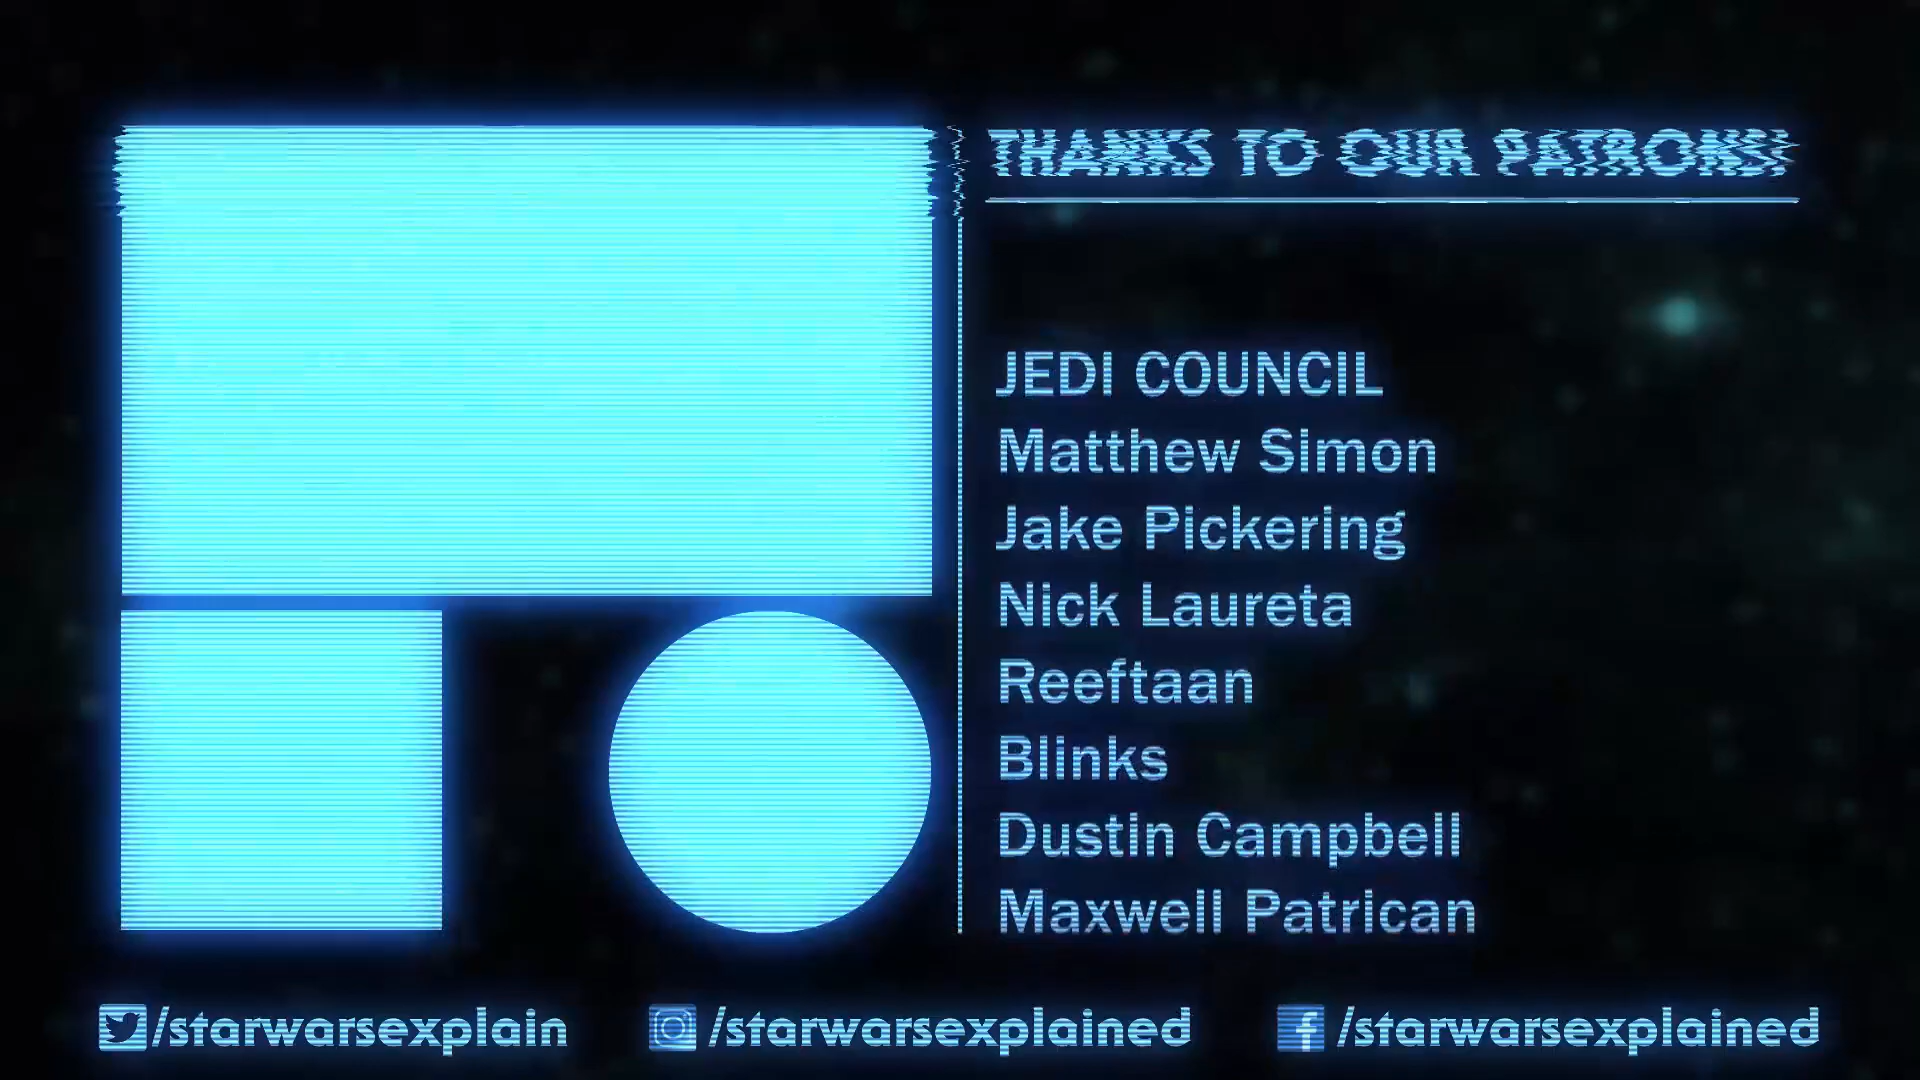 THANKS TO OUR PATRONS!
JEDI COUNCIL
Matthew Simon
Jake Pickering
Nick Laureta
Reeftaan
Blinks
Dustin Campbell
Maxwell Patrican
/starwarsexplain
/starwarsexplained
/starwarsexplained